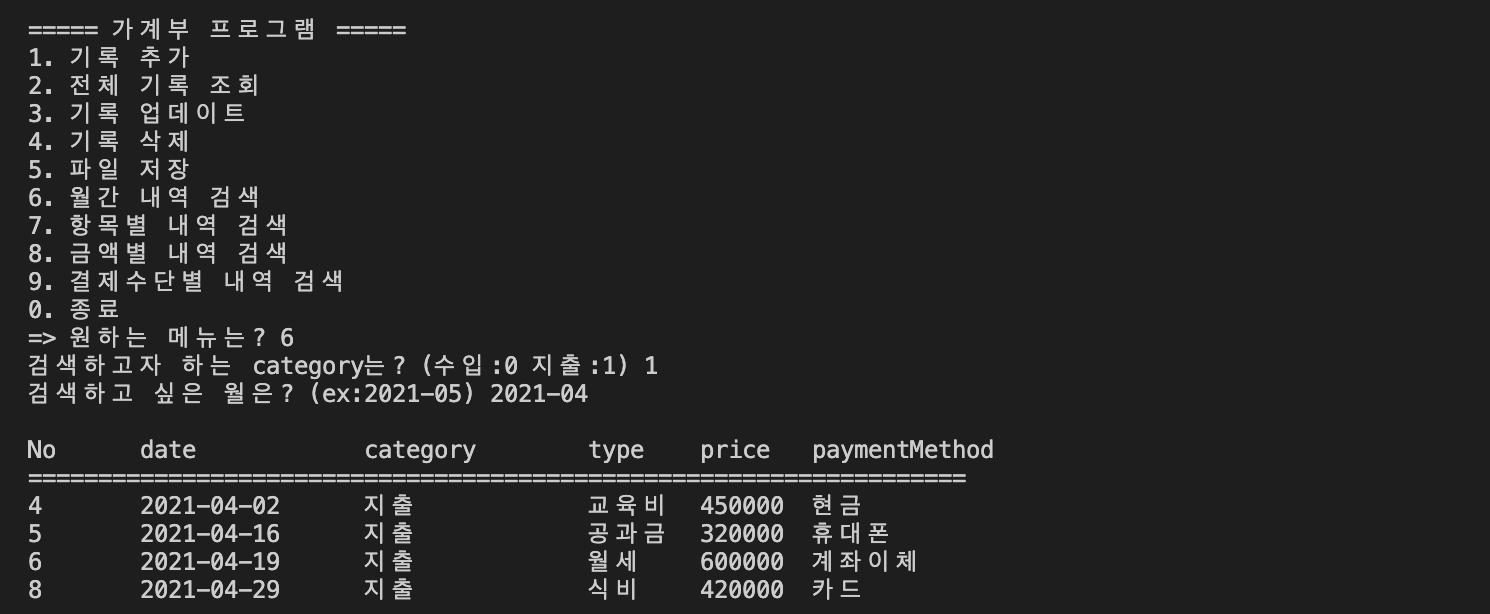 ===== 가계부 프로그램 =====
1. 기록 추가
2. 전체 기록 조회
3. 기록 업데이트
4. 기록 삭제
5. 파일 저장
6. 월간 내역 검색
7. 항목별 내역 검색
8. 금액별 내역 검색
9. 결제수단별 내역 검색
0. 종료
=> 원하는 메뉴는? 6
검색하고자 하는 category는? (수입:0 지출:1) 1
검색하고 싶은 월은? (ex:2021-05) 2021-04
No date category type price paymentMethod
===================================================================
4 2021-04-02 지출 교육비 450000 현금
5 2021-04-16 지출 공과금 320000 휴대폰
6 2021-04-19 지출 월세 600000 계좌이체
8 2021-04-29 지출 식비 420000 카드